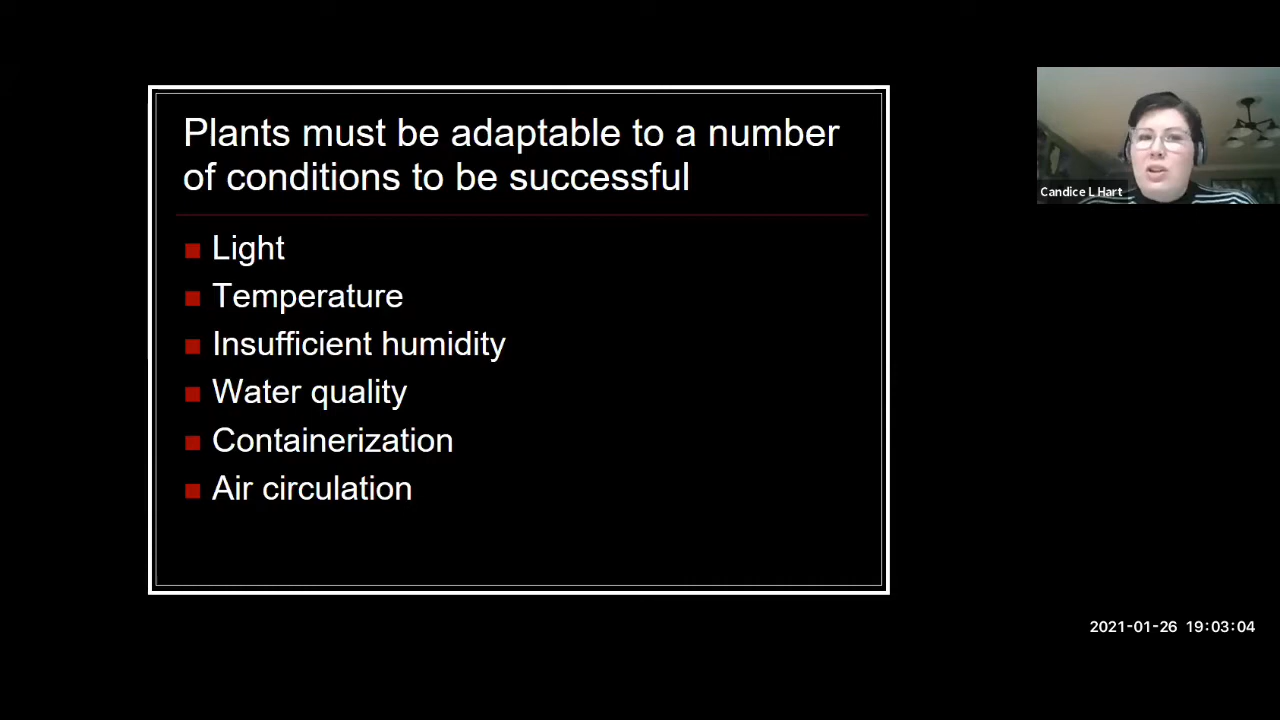 Plants must be adaptable to a number
of conditions to be successful
Light
Temperature
Insufficient humidity
Water quality
Containerization
Air circulation
Candice L Hart
2021-01-26 19:03:04